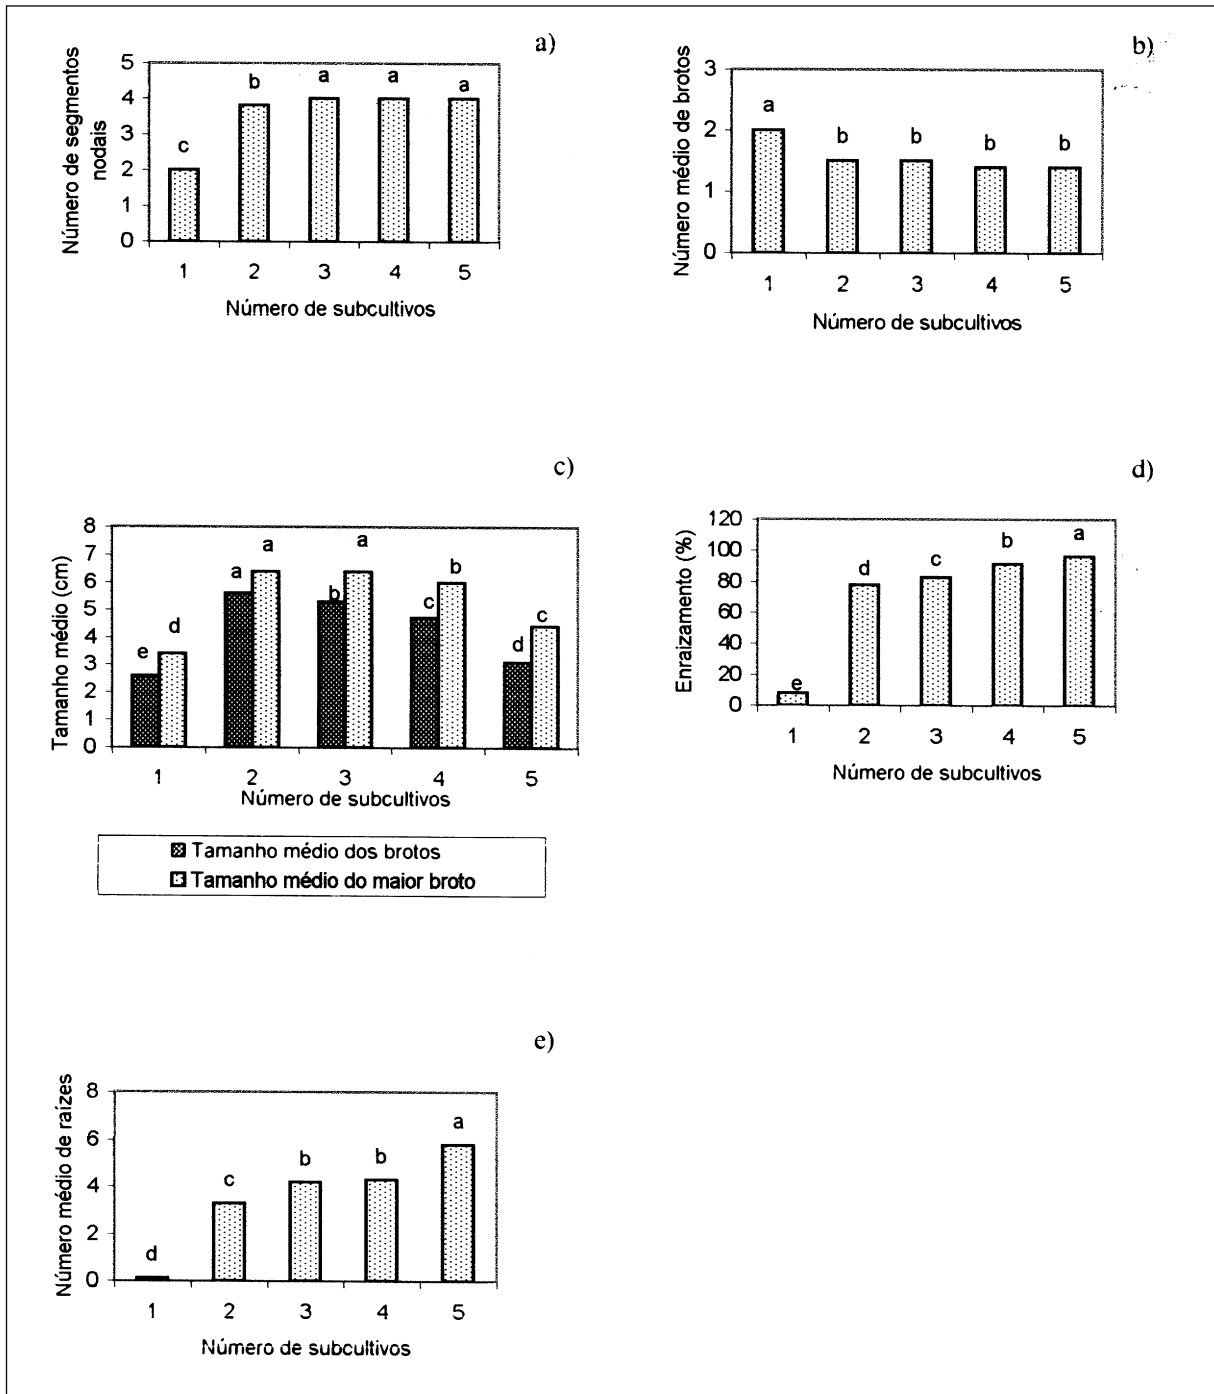 a)
Número de segmentos
nodais
5
4
3
2
1
0
c
b
a
a
a
1 2 3 4 5
Número de subcultivos
b)
Número médio de brotos
3
2
1
0
a
b
b
b
b
1 2 3 4 5
Número de subcultivos
c)
Tamanho médio (cm)
8
7
6
5
4
3
2
1
0
e
d
a
a
b
a
c
b
d
c
1 2 3 4 5
Número de subcultivos
Tamanho médio dos brotos
Tamanho médio do maior broto
d)
Enraizamento (%)
120
100
80
60
40
20
0
e
d
c
b
a
1 2 3 4 5
Número de subcultivos
e)
Número médio de raízes
8
6
4
2
0
d
c
b
b
a
1 2 3 4 5
Número de subcultivos